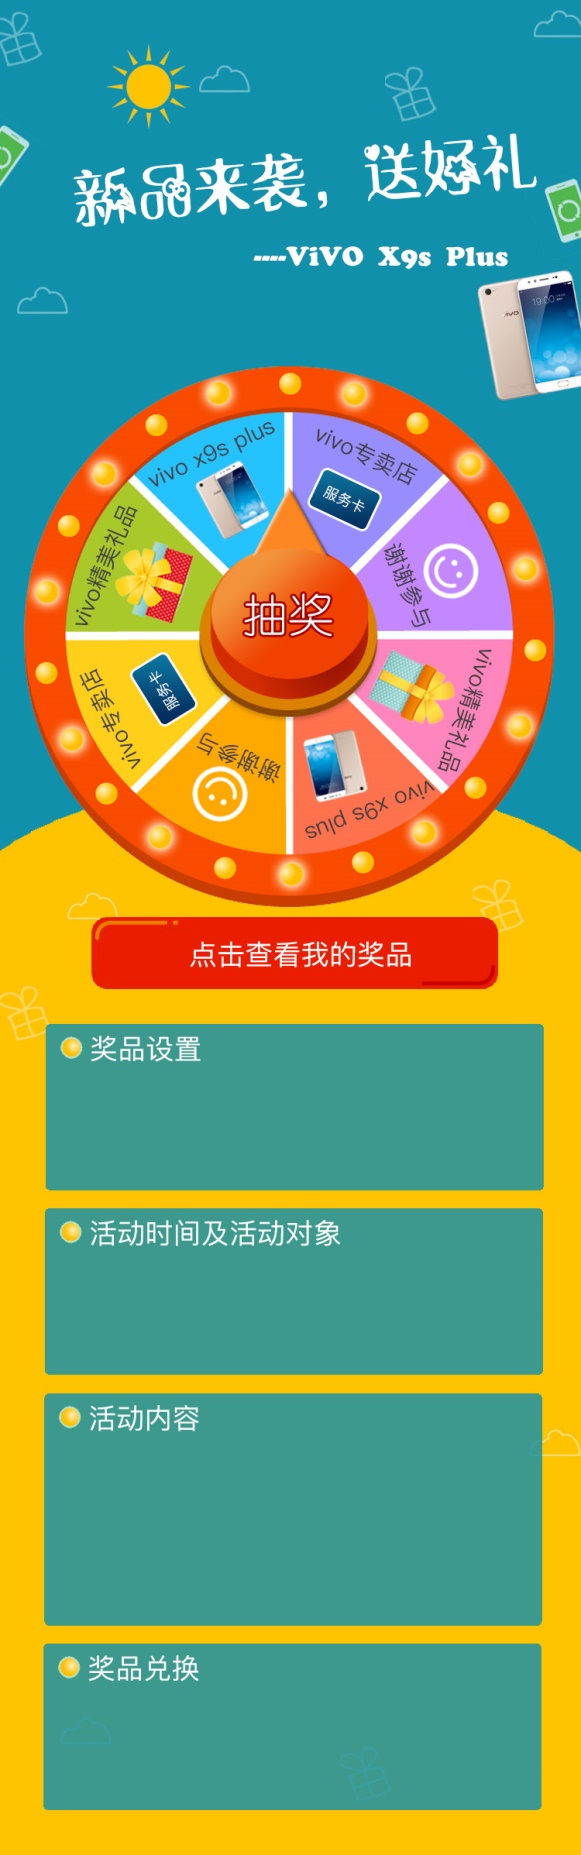 新品来袭，送好礼
----ViVO X9s Plus
19:00
vivo
vivo x9s plus
vivo专卖店
服务卡
谢谢参与
vivo精美礼品
vivo x9s plus
谢谢参与
vivo专卖店
服务卡
vivo精美礼品
抽奖
点击查看我的奖品
奖品设置
活动时间及活动对象
活动内容
奖品兑换